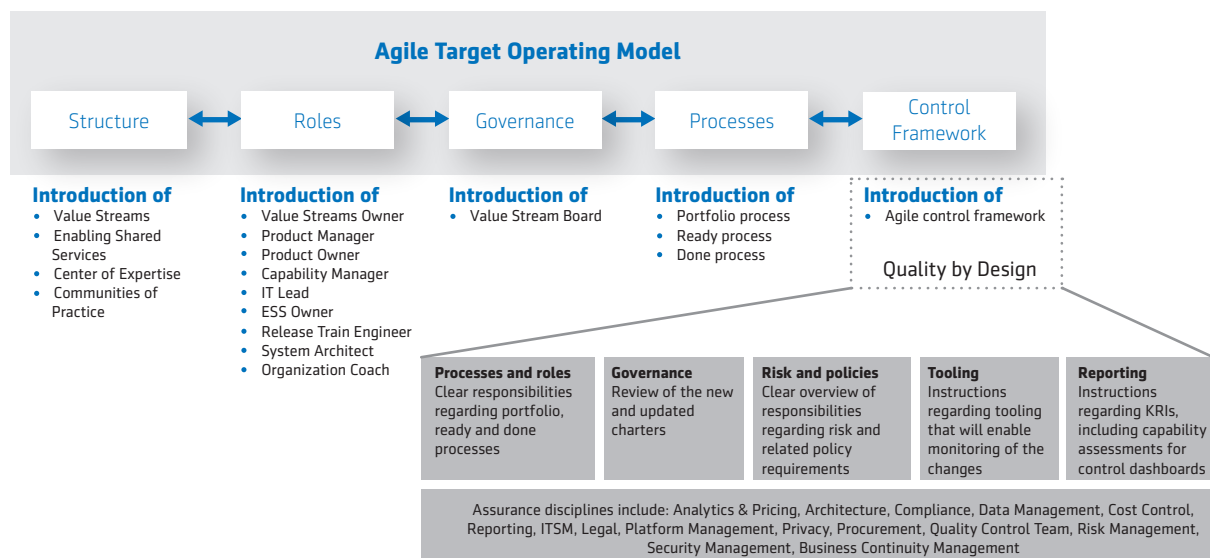 Agile Target Operating Model
Structure
Roles
Governance
Processes
Control
Framework
Introduction of
• Value Streams
• Enabling Shared
Services
• Center of Expertise
• Communities of
Practice
Introduction of
• Value Streams Owner
• Product Manager
• Product Owner
• Capability Manager
• IT Lead
• ESS Owner
• Release Train Engineer
• System Architect
• Organization Coach
Introduction of
• Value Stream Board
Introduction of
• Portfolio process
• Ready process
• Done process
Introduction of
• Agile control framework
Quality by Design
Processes and roles
Clear responsibilities
regarding portfolio,
ready and done
processes
Governance
Review of the new
and updated
charters
Risk and policies
Clear overview of
responsibilities
regarding risk and
related policy
requirements
Tooling
Instructions
regarding tooling
that will enable
monitoring of the
changes
Reporting
Instructions
regarding KRIs,
including capability
assessments for
control dashboards
Assurance disciplines include: Analytics & Pricing, Architecture, Compliance, Data Management, Cost Control,
Reporting, ITSM, Legal, Platform Management, Privacy, Procurement, Quality Control Team, Risk Management,
Security Management, Business Continuity Management